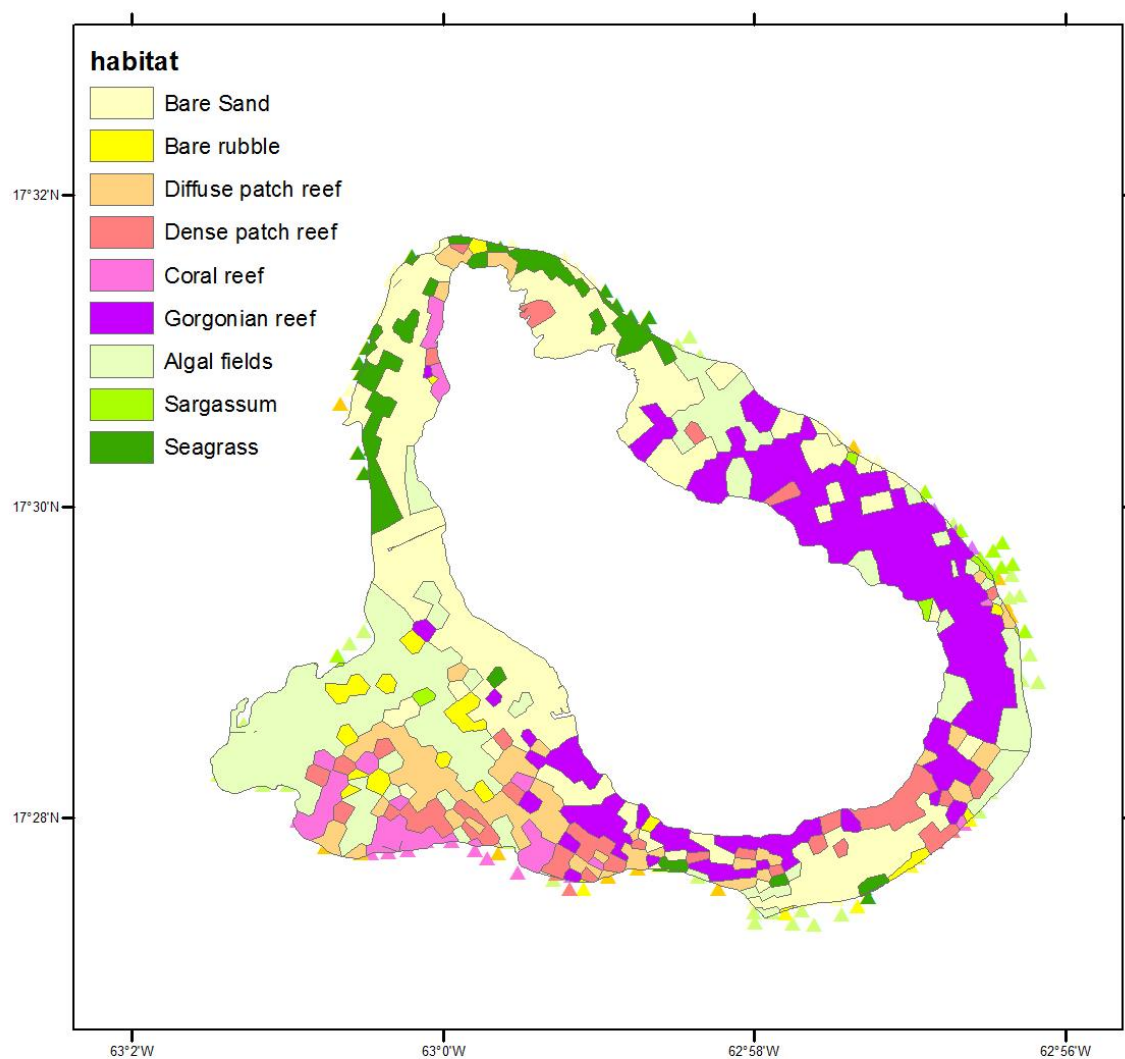 habitat
Bare Sand
Bare rubble
Diffuse patch reef
Dense patch reef
Coral reef
Gorgonian reef
Algal fields
Sargassum
Seagrass
17°32'N
17°30'N
17°28'N
63°2'W
63°0'W
62°58'W
62°56'W